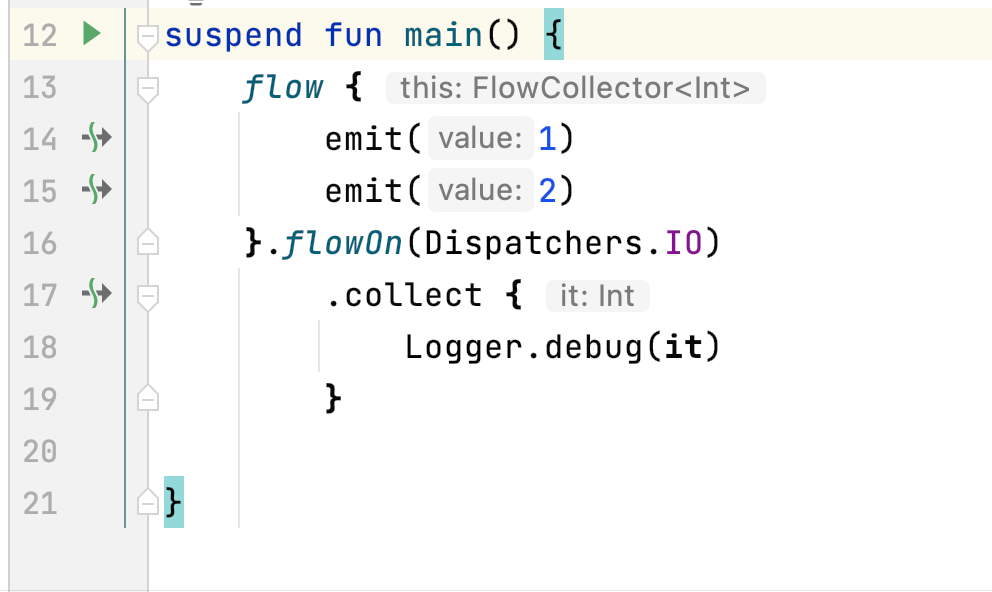 12 suspend fun main() {
13 flow { this: FlowCollector<Int>
14 emit( value: 1)
15 emit( value: 2)
16 }.flowOn(Dispatchers.IO)
17 .collect { it: Int
18 Logger.debug(it)
19 }
20
21 }